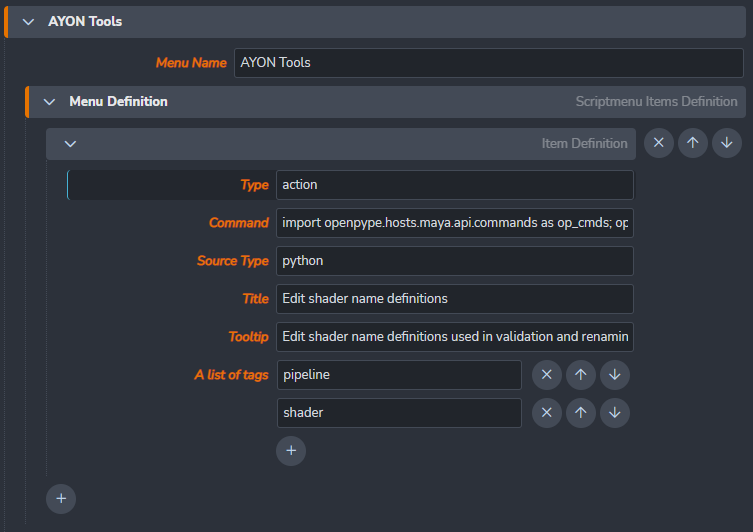 AYON Tools
Menu Name AYON Tools
Menu Definition Scriptmenu Items Definition
Item Definition
Type action
Command import openpype.hosts.maya.api.commands as op_cmds; op
Source Type python
Title Edit shader name definitions
Tooltip Edit shader name definitions used in validation and renamin
A list of tags pipeline
shader